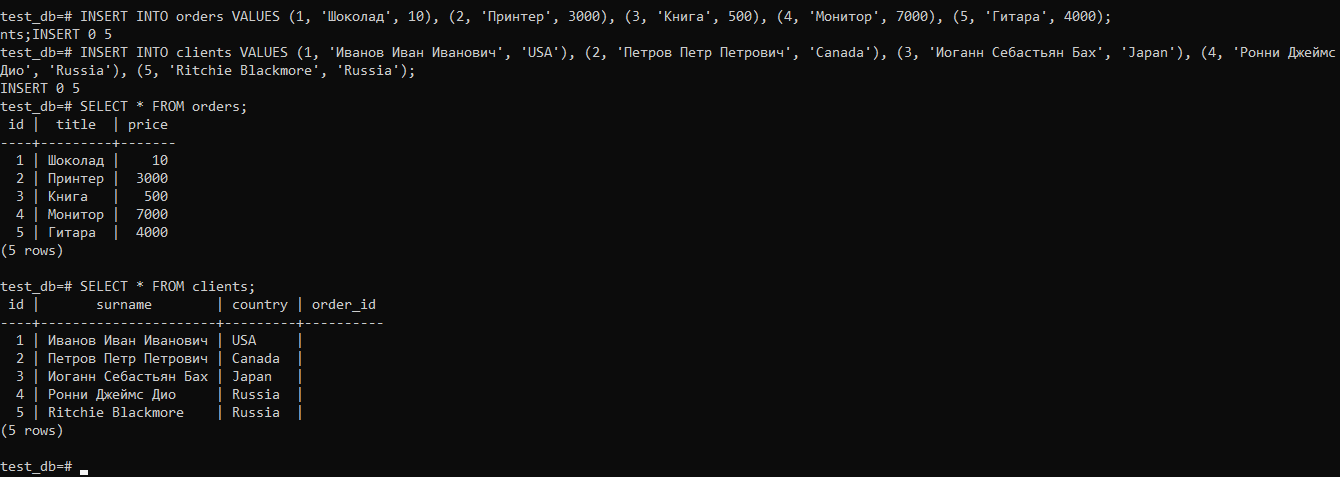 test_db=# INSERT INTO orders VALUES (1, 'Шоколад', 10), (2, 'Принтер', 3000), (3, 'Книга', 500), (4, 'Монитор', 7000), (5, 'Гитара', 4000);
nts;INSERT 0 5
test_db=# INSERT INTO clients VALUES (1, 'Иванов Иван Иванович', 'USA'), (2, 'Петров Петр Петрович', 'Canada'), (3, 'Иоганн Себастьян Бах', 'Japan'), (4, 'Ронни Джеймс
Дио', 'Russia'), (5, 'Ritchie Blackmore', 'Russia');
INSERT 0 5
test_db=# SELECT * FROM orders;
 id |  title  | price
----+---------+-------
  1 | Шоколад |    10
  2 | Принтер |  3000
  3 | Книга   |   500
  4 | Монитор |  7000
  5 | Гитара  |  4000
(5 rows)

test_db=# SELECT * FROM clients;
 id |       surname        | country | order_id
----+----------------------+---------+----------
  1 | Иванов Иван Иванович | USA     |
  2 | Петров Петр Петрович | Canada  |
  3 | Иоганн Себастьян Бах | Japan   |
  4 | Ронни Джеймс Дио     | Russia  |
  5 | Ritchie Blackmore    | Russia  |
(5 rows)

test_db=#